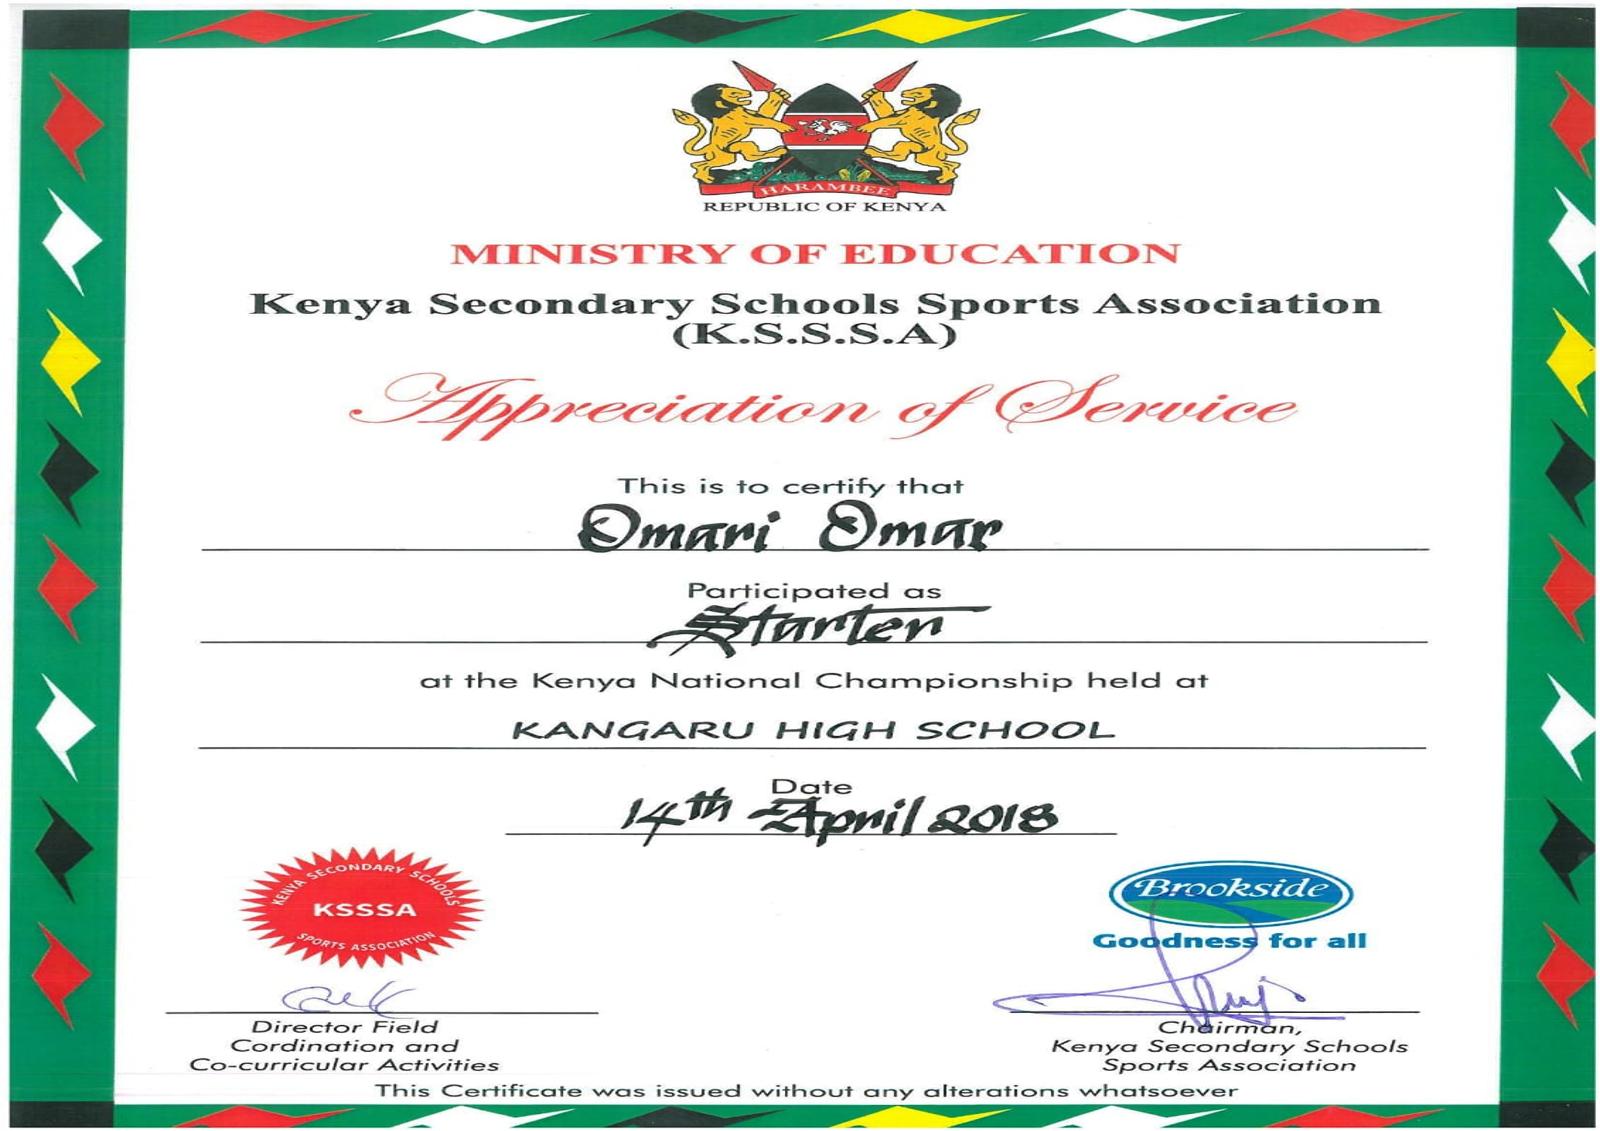 HARAMBEE
REPUBLIC OF KENYA
MINISTRY OF EDUCATION
Kenya Secondary Schools Sports Association
(K.S.S.S.A)
Appreciation of Service
This is to certify that
Omari Omar
Participated as
Starter
at the Kenya National Championship held at
KANGARU HIGH SCHOOL
Date
14th April 2018
KENYA SECONDARY SCHOOLS
KSSSA
SPORTS ASSOCIATION
Brookside
Goodness for all
Director Field
Cordination and
Co-curricular Activities
Chairman,
Kenya Secondary Schools
Sports Association
This Certificate was issued without any alterations whatsoever